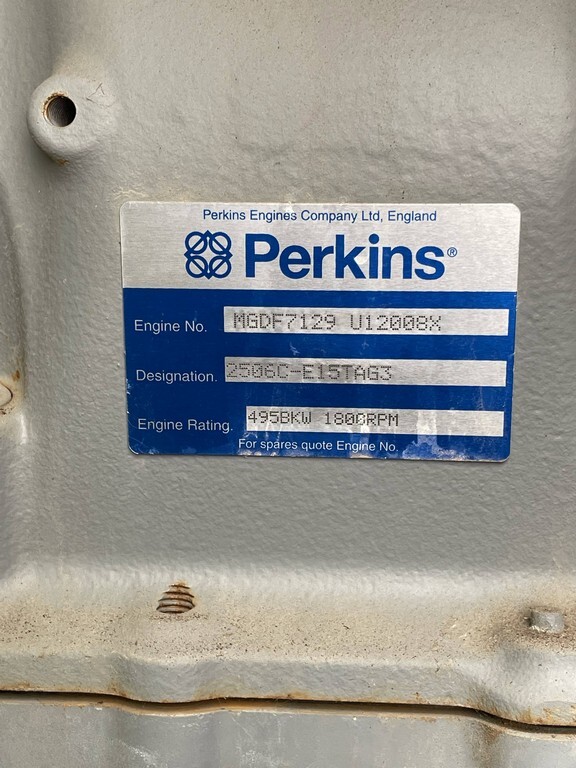 Perkins Engines Company Ltd, England
Perkins®
Engine No. MGDF7129 U12008X
Designation. 2506C-E15TAG3
Engine Rating. 495BKW 1800RPM
For spares quote Engine No.